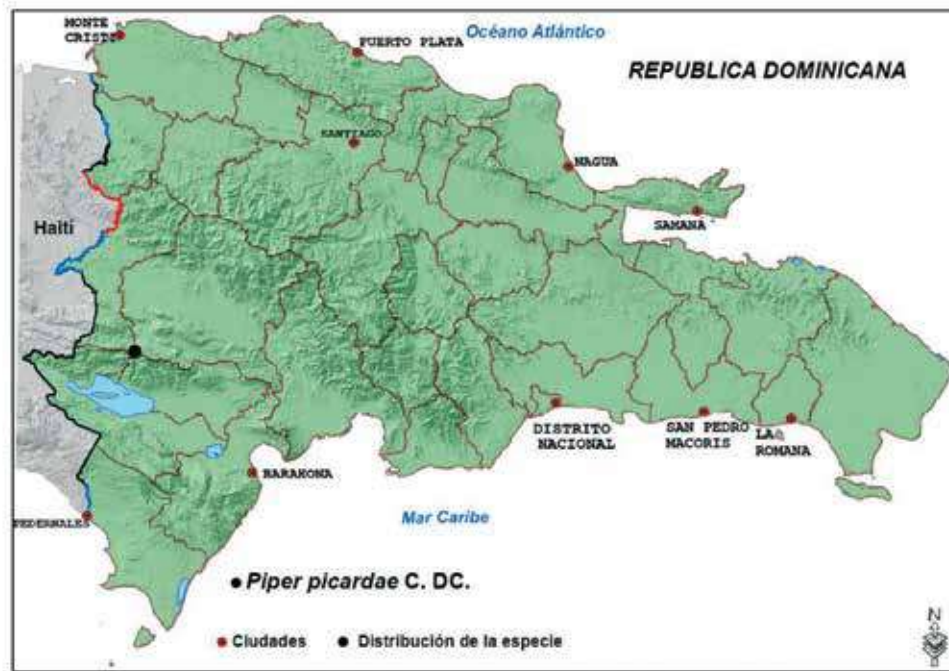 MONTE
CRISTI
PUERTO PLATA
Océano Atlántico
REPUBLICA DOMINICANA
SANTIAGO
NAGUA
Haití
SAMANA
DISTRITO
NACIONAL
SAN PEDRO
MACORIS
LA
ROMANA
BARAHONA
PEDERNALES
Mar Caribe
Piper picardae C. DC.
Ciudades
Distribución de la especie
N